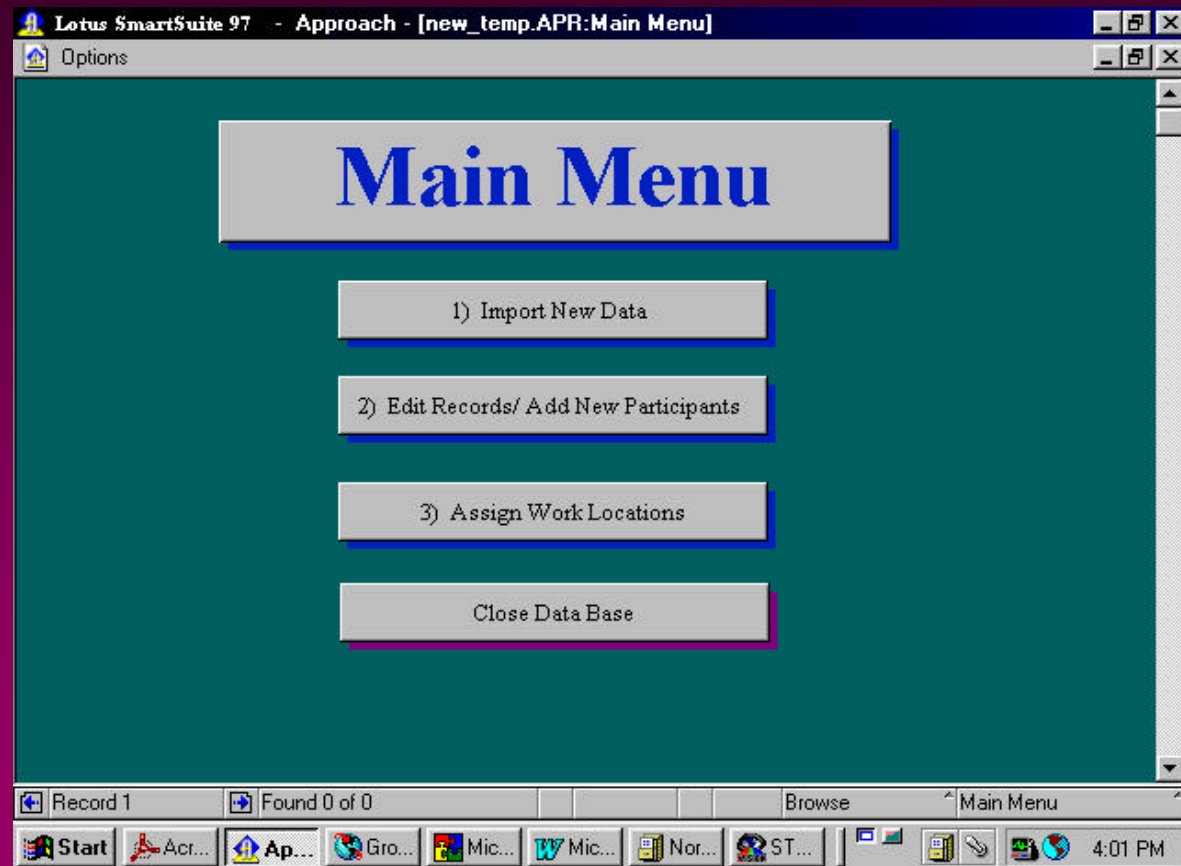 Lotus SmartSuite 97 - Approach - [new_temp.APR:Main Menu]
Options
Main Menu
1) Import New Data
2) Edit Records/ Add New Participants
3) Assign Work Locations
Close Data Base
Record 1 Found 0 of 0 Browse Main Menu
Start Acr... Ap... Gro... Mic... Mic... Nor... ST... 4:01 PM